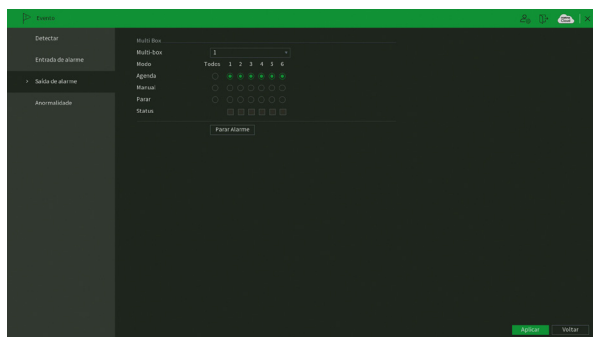 Evento
Detectar
Entrada de alarme
Saída de alarme
Anormalidade
Multi Box
Multi-box 1
Modo Todos 1 2 3 4 5 6
Agenda
Manual
Parar
Status
Parar Alarme
Aplicar Voltar